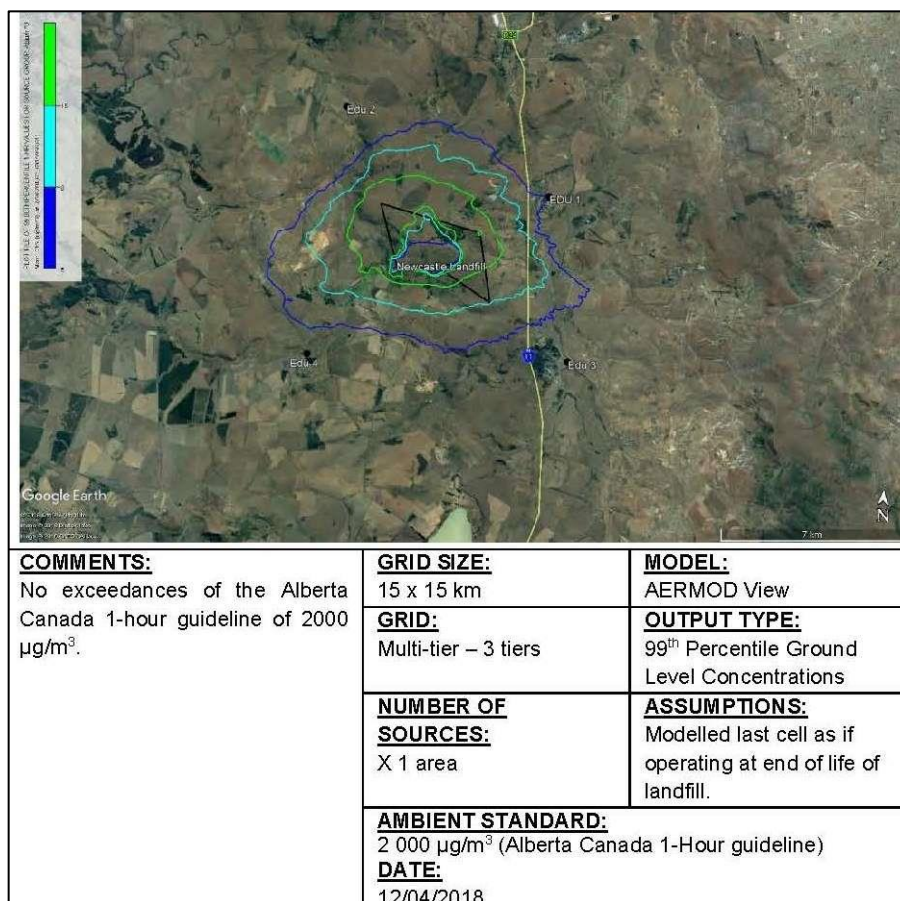 Edu 2
EDU 1
Newcastle Landfill
Edu 4
Edu 3
Google Earth
N
7 km
COMMENTS:
No exceedances of the Alberta
Canada 1-hour guideline of 2000
µg/m³.
GRID SIZE:
15 x 15 km
MODEL:
AERMOD View
GRID:
Multi-tier – 3 tiers
OUTPUT TYPE:
99th Percentile Ground
Level Concentrations
NUMBER OF
SOURCES:
X 1 area
ASSUMPTIONS:
Modelled last cell as if
operating at end of life of
landfill.
AMBIENT STANDARD:
2 000 µg/m³ (Alberta Canada 1-Hour guideline)
DATE:
12/04/2018